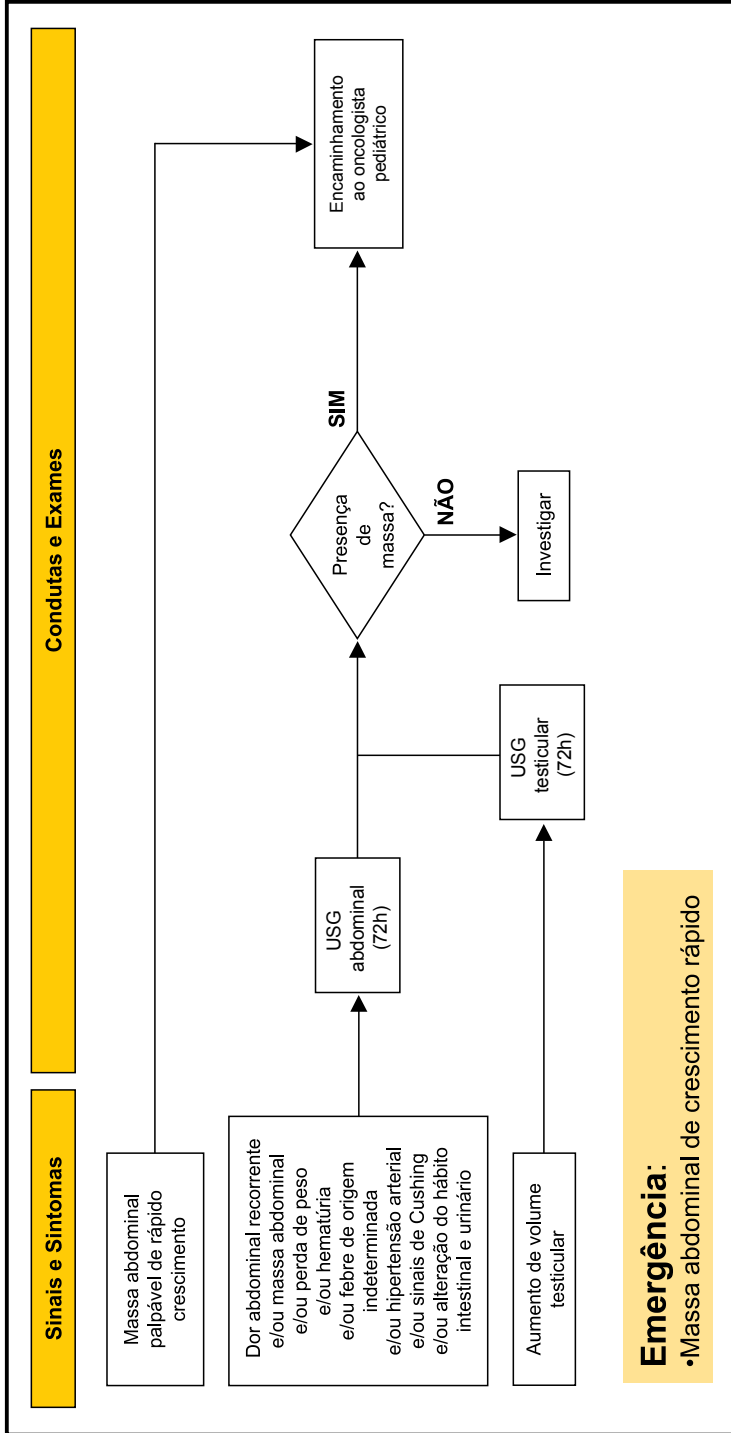 Sinais e Sintomas
Condutas e Exames
Massa abdominal
palpável de rápido
crescimento
Encaminhamento
ao oncologista
pediátrico
Dor abdominal recorrente
e/ou massa abdominal
e/ou perda de peso
e/ou hematúria
e/ou febre de origem
indeterminada
e/ou hipertensão arterial
e/ou sinais de Cushing
e/ou alteração do hábito
intestinal e urinário
USG
abdominal
(72h)
Presença
de
massa?
SIM
NÃO
Investigar
Aumento de volume
testicular
USG
testicular
(72h)
Emergência:
•Massa abdominal de crescimento rápido